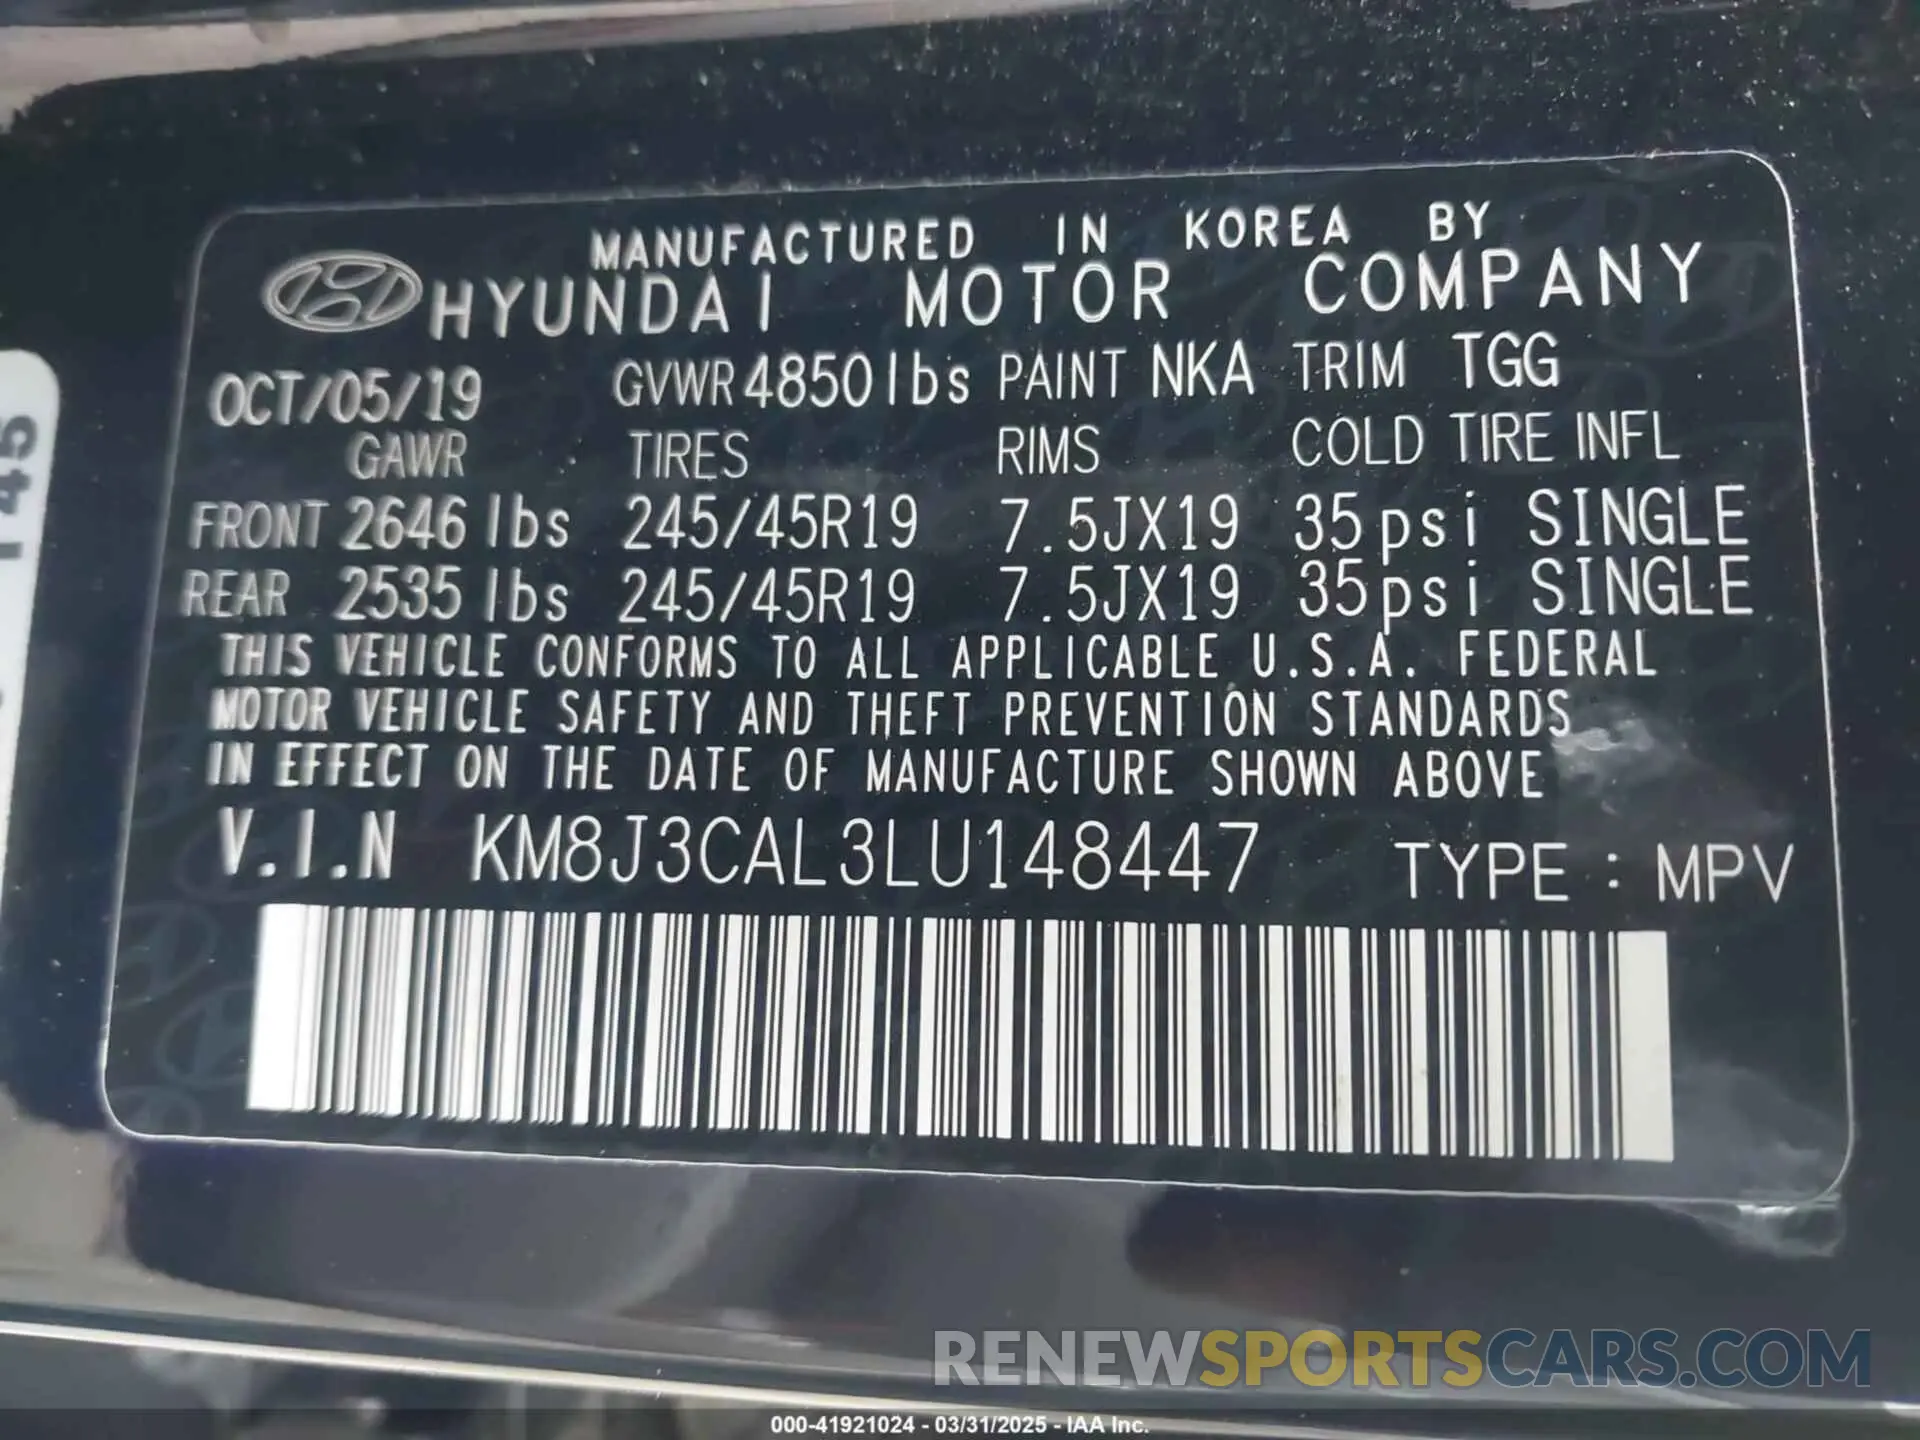 MANUFACTURED IN KOREA BY
HYUNDAI MOTOR COMPANY
OCT/05/19 GVWR 4850lbs PAINT NKA TRIM TGG
GAWR TIRES RIMS COLD TIRE INFL
FRONT 2646 lbs 245/45R19 7.5JX19 35psi SINGLE
REAR 2535 lbs 245/45R19 7.5JX19 35psi SINGLE
THIS VEHICLE CONFORMS TO ALL APPLICABLE U.S.A. FEDERAL
MOTOR VEHICLE SAFETY AND THEFT PREVENTION STANDARDS
IN EFFECT ON THE DATE OF MANUFACTURE SHOWN ABOVE
V.I.N KM8J3CAL3LU148447 TYPE : MPV
145
RENEWSPORTSCARS.COM
000-41921024 - 03/31/2025 - IAA Inc.